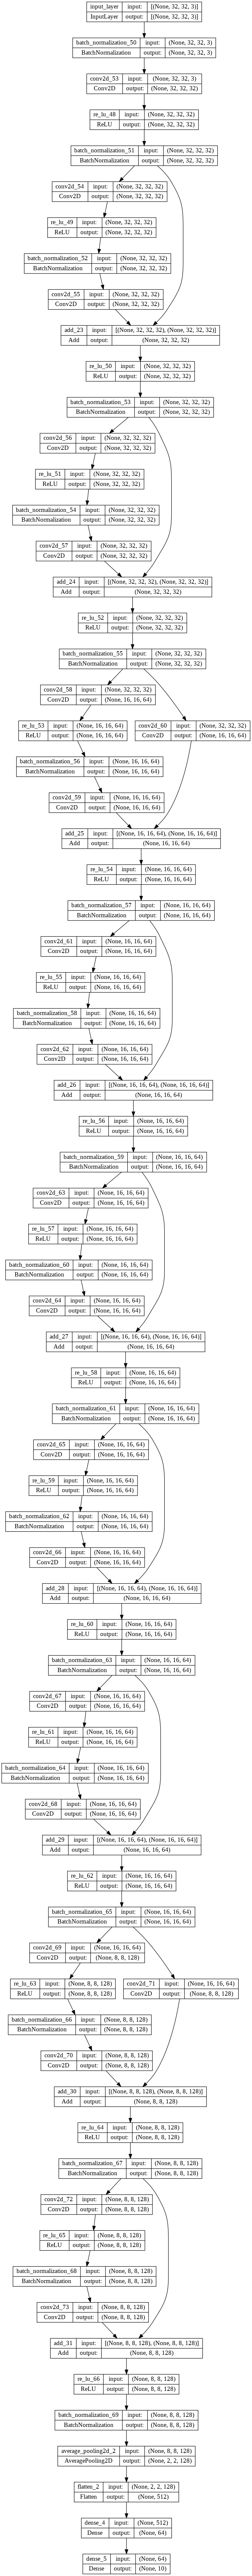 input_layer input: [(None, 32, 32, 3)]
InputLayer output: [(None, 32, 32, 3)]
batch_normalization_50 input: (None, 32, 32, 3)
BatchNormalization output: (None, 32, 32, 3)
conv2d_53 input: (None, 32, 32, 3)
Conv2D output: (None, 32, 32, 32)
re_lu_48 input: (None, 32, 32, 32)
ReLU output: (None, 32, 32, 32)
batch_normalization_51 input: (None, 32, 32, 32)
BatchNormalization output: (None, 32, 32, 32)
conv2d_54 input: (None, 32, 32, 32)
Conv2D output: (None, 32, 32, 32)
re_lu_49 input: (None, 32, 32, 32)
ReLU output: (None, 32, 32, 32)
batch_normalization_52 input: (None, 32, 32, 32)
BatchNormalization output: (None, 32, 32, 32)
conv2d_55 input: (None, 32, 32, 32)
Conv2D output: (None, 32, 32, 32)
add_23 input: [(None, 32, 32, 32), (None, 32, 32, 32)]
Add output: (None, 32, 32, 32)
re_lu_50 input: (None, 32, 32, 32)
ReLU output: (None, 32, 32, 32)
batch_normalization_53 input: (None, 32, 32, 32)
BatchNormalization output: (None, 32, 32, 32)
conv2d_56 input: (None, 32, 32, 32)
Conv2D output: (None, 32, 32, 32)
re_lu_51 input: (None, 32, 32, 32)
ReLU output: (None, 32, 32, 32)
batch_normalization_54 input: (None, 32, 32, 32)
BatchNormalization output: (None, 32, 32, 32)
conv2d_57 input: (None, 32, 32, 32)
Conv2D output: (None, 32, 32, 32)
add_24 input: [(None, 32, 32, 32), (None, 32, 32, 32)]
Add output: (None, 32, 32, 32)
re_lu_52 input: (None, 32, 32, 32)
ReLU output: (None, 32, 32, 32)
batch_normalization_55 input: (None, 32, 32, 32)
BatchNormalization output: (None, 32, 32, 32)
conv2d_58 input: (None, 32, 32, 32)
Conv2D output: (None, 16, 16, 64)
re_lu_53 input: (None, 16, 16, 64) conv2d_60 input: (None, 32, 32, 32)
ReLU output: (None, 16, 16, 64) Conv2D output: (None, 16, 16, 64)
batch_normalization_56 input: (None, 16, 16, 64)
BatchNormalization output: (None, 16, 16, 64)
conv2d_59 input: (None, 16, 16, 64)
Conv2D output: (None, 16, 16, 64)
add_25 input: [(None, 16, 16, 64), (None, 16, 16, 64)]
Add output: (None, 16, 16, 64)
re_lu_54 input: (None, 16, 16, 64)
ReLU output: (None, 16, 16, 64)
batch_normalization_57 input: (None, 16, 16, 64)
BatchNormalization output: (None, 16, 16, 64)
conv2d_61 input: (None, 16, 16, 64)
Conv2D output: (None, 16, 16, 64)
re_lu_55 input: (None, 16, 16, 64)
ReLU output: (None, 16, 16, 64)
batch_normalization_58 input: (None, 16, 16, 64)
BatchNormalization output: (None, 16, 16, 64)
conv2d_62 input: (None, 16, 16, 64)
Conv2D output: (None, 16, 16, 64)
add_26 input: [(None, 16, 16, 64), (None, 16, 16, 64)]
Add output: (None, 16, 16, 64)
re_lu_56 input: (None, 16, 16, 64)
ReLU output: (None, 16, 16, 64)
batch_normalization_59 input: (None, 16, 16, 64)
BatchNormalization output: (None, 16, 16, 64)
conv2d_63 input: (None, 16, 16, 64)
Conv2D output: (None, 16, 16, 64)
re_lu_57 input: (None, 16, 16, 64)
ReLU output: (None, 16, 16, 64)
batch_normalization_60 input: (None, 16, 16, 64)
BatchNormalization output: (None, 16, 16, 64)
conv2d_64 input: (None, 16, 16, 64)
Conv2D output: (None, 16, 16, 64)
add_27 input: [(None, 16, 16, 64), (None, 16, 16, 64)]
Add output: (None, 16, 16, 64)
re_lu_58 input: (None, 16, 16, 64)
ReLU output: (None, 16, 16, 64)
batch_normalization_61 input: (None, 16, 16, 64)
BatchNormalization output: (None, 16, 16, 64)
conv2d_65 input: (None, 16, 16, 64)
Conv2D output: (None, 16, 16, 64)
re_lu_59 input: (None, 16, 16, 64)
ReLU output: (None, 16, 16, 64)
batch_normalization_62 input: (None, 16, 16, 64)
BatchNormalization output: (None, 16, 16, 64)
conv2d_66 input: (None, 16, 16, 64)
Conv2D output: (None, 16, 16, 64)
add_28 input: [(None, 16, 16, 64), (None, 16, 16, 64)]
Add output: (None, 16, 16, 64)
re_lu_60 input: (None, 16, 16, 64)
ReLU output: (None, 16, 16, 64)
batch_normalization_63 input: (None, 16, 16, 64)
BatchNormalization output: (None, 16, 16, 64)
conv2d_67 input: (None, 16, 16, 64)
Conv2D output: (None, 16, 16, 64)
re_lu_61 input: (None, 16, 16, 64)
ReLU output: (None, 16, 16, 64)
batch_normalization_64 input: (None, 16, 16, 64)
BatchNormalization output: (None, 16, 16, 64)
conv2d_68 input: (None, 16, 16, 64)
Conv2D output: (None, 16, 16, 64)
add_29 input: [(None, 16, 16, 64), (None, 16, 16, 64)]
Add output: (None, 16, 16, 64)
re_lu_62 input: (None, 16, 16, 64)
ReLU output: (None, 16, 16, 64)
batch_normalization_65 input: (None, 16, 16, 64)
BatchNormalization output: (None, 16, 16, 64)
conv2d_69 input: (None, 16, 16, 64)
Conv2D output: (None, 8, 8, 128)
re_lu_63 input: (None, 8, 8, 128) conv2d_71 input: (None, 16, 16, 64)
ReLU output: (None, 8, 8, 128) Conv2D output: (None, 8, 8, 128)
batch_normalization_66 input: (None, 8, 8, 128)
BatchNormalization output: (None, 8, 8, 128)
conv2d_70 input: (None, 8, 8, 128)
Conv2D output: (None, 8, 8, 128)
add_30 input: [(None, 8, 8, 128), (None, 8, 8, 128)]
Add output: (None, 8, 8, 128)
re_lu_64 input: (None, 8, 8, 128)
ReLU output: (None, 8, 8, 128)
batch_normalization_67 input: (None, 8, 8, 128)
BatchNormalization output: (None, 8, 8, 128)
conv2d_72 input: (None, 8, 8, 128)
Conv2D output: (None, 8, 8, 128)
re_lu_65 input: (None, 8, 8, 128)
ReLU output: (None, 8, 8, 128)
batch_normalization_68 input: (None, 8, 8, 128)
BatchNormalization output: (None, 8, 8, 128)
conv2d_73 input: (None, 8, 8, 128)
Conv2D output: (None, 8, 8, 128)
add_31 input: [(None, 8, 8, 128), (None, 8, 8, 128)]
Add output: (None, 8, 8, 128)
re_lu_66 input: (None, 8, 8, 128)
ReLU output: (None, 8, 8, 128)
batch_normalization_69 input: (None, 8, 8, 128)
BatchNormalization output: (None, 8, 8, 128)
average_pooling2d_2 input: (None, 8, 8, 128)
AveragePooling2D output: (None, 2, 2, 128)
flatten_2 input: (None, 2, 2, 128)
Flatten output: (None, 512)
dense_4 input: (None, 512)
Dense output: (None, 64)
dense_5 input: (None, 64)
Dense output: (None, 10)